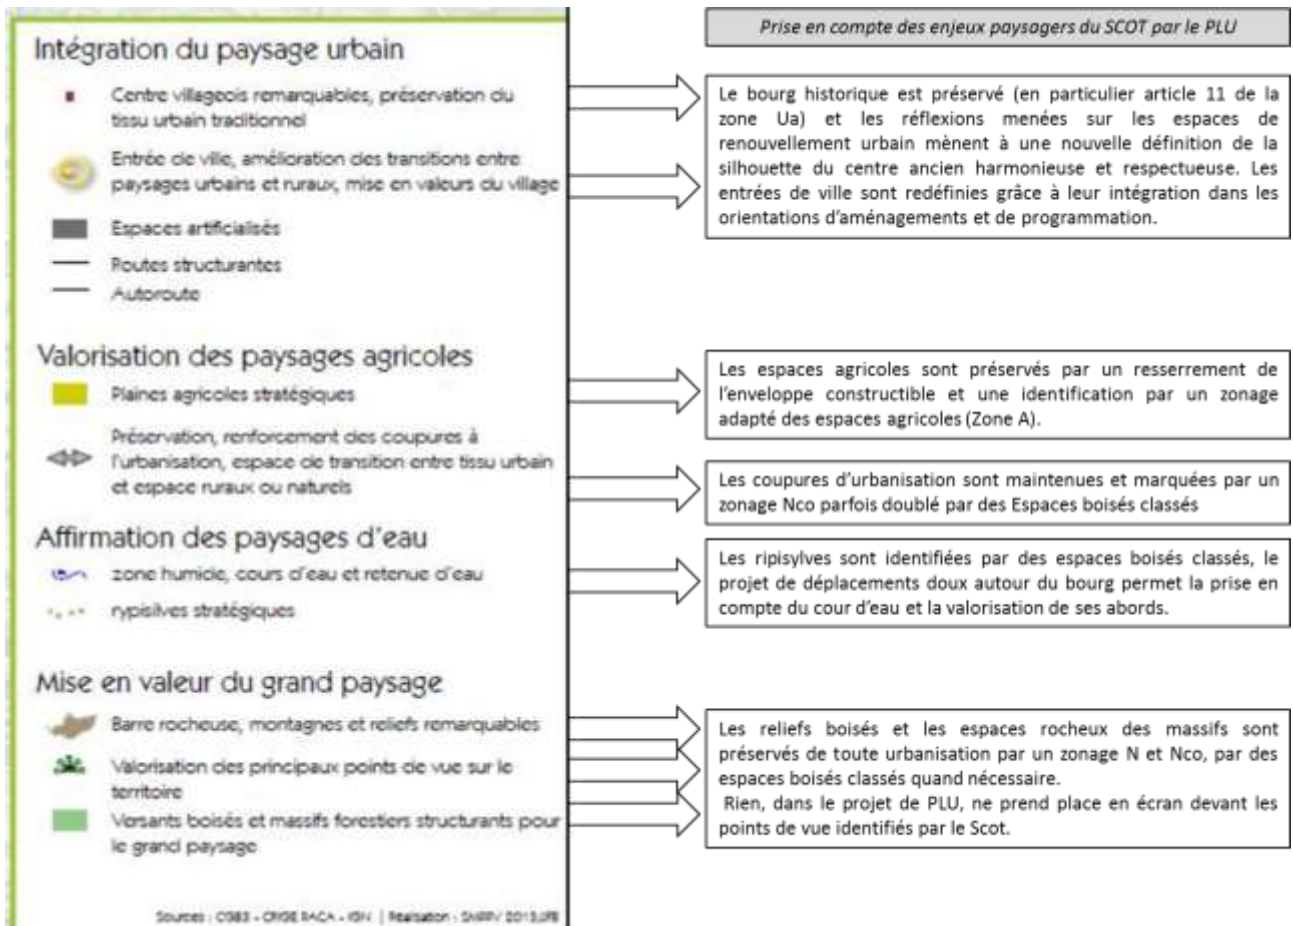 Intégration du paysage urbain
Centre villageois remarquables, préservation du
tissu urbain traditionnel
Entrée de ville, amélioration des transitions entre
paysages urbains et ruraux, mise en valeurs du village
Espaces artificialisés
Routes structurantes
Autoroute
Valorisation des paysages agricoles
Plaines agricoles stratégiques
Préservation, renforcement des coupures à
l'urbanisation, espace de transition entre tissu urbain
et espace ruraux ou naturels
Affirmation des paysages d'eau
zone humide, cours d'eau et retenue d'eau
rypisilves stratégiques
Mise en valeur du grand paysage
Barre rocheuse, montagnes et reliefs remarquables
Valorisation des principaux points de vue sur le
territoire
Versants boisés et massifs forestiers structurants pour
le grand paysage
Sources : CG83 - CRIGE PACA - IGN | Réalisation : SMPPV 2013
Prise en compte des enjeux paysagers du SCOT par le PLU
Le bourg historique est préservé (en particulier article 11 de la
zone Ua) et les réflexions menées sur les espaces de
renouvellement urbain mènent à une nouvelle définition de la
silhouette du centre ancien harmonieuse et respectueuse. Les
entrées de ville sont redéfinies grâce à leur intégration dans les
orientations d'aménagements et de programmation.
Les espaces agricoles sont préservés par un resserrement de
l'enveloppe constructible et une identification par un zonage
adapté des espaces agricoles (Zone A).
Les coupures d'urbanisation sont maintenues et marquées par un
zonage Nco parfois doublé par des Espaces boisés classés
Les ripisylves sont identifiées par des espaces boisés classés, le
projet de déplacements doux autour du bourg permet la prise en
compte du cour d'eau et la valorisation de ses abords.
Les reliefs boisés et les espaces rocheux des massifs sont
préservés de toute urbanisation par un zonage N et Nco, par des
espaces boisés classés quand nécessaire.
Rien, dans le projet de PLU, ne prend place en écran devant les
points de vue identifiés par le Scot.